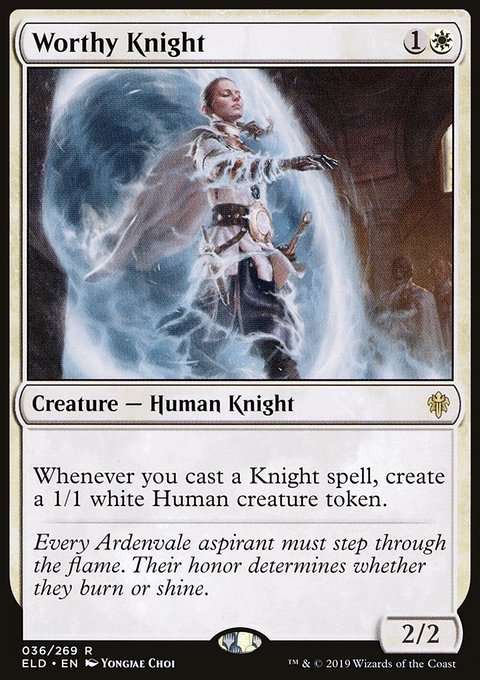 Worthy Knight 1
Creature — Human Knight
Whenever you cast a Knight spell, create
a 1/1 white Human creature token.
Every Ardenvale aspirant must step through
the flame. Their honor determines whether
they burn or shine.
2/2
036/269 R
ELD • EN Yongjae Choi
™ & © 2019 Wizards of the Coast